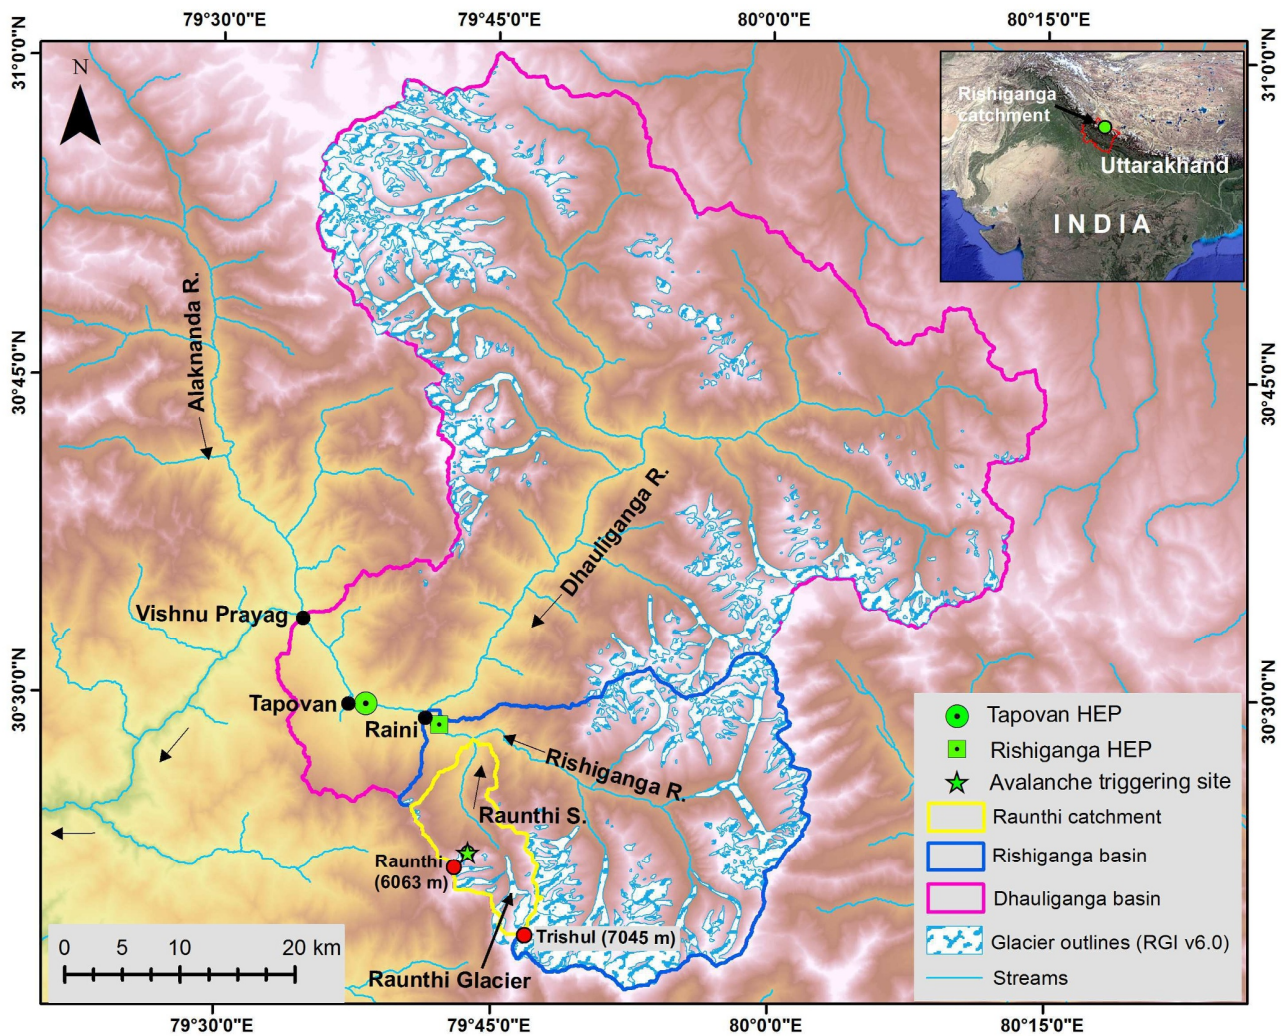 79°30'0"E
79°45'0"E
80°0'0"E
80°15'0"E
31°0'0"N
31°0'0"N
N
Rishiganga
catchment
Uttarakhand
INDIA
Alaknanda R.
30°45'0"N
30°45'0"N
Dhauliganga R.
Vishnu Prayag
30°30'0"N
30°30'0"N
Tapovan
Raini
Rishiganga R.
Raunthi S.
Raunthi
(6063 m)
Trishul (7045 m)
Raunthi Glacier
0 5 10 20 km
Tapovan HEP
Rishiganga HEP
Avalanche triggering site
Raunthi catchment
Rishiganga basin
Dhauliganga basin
Glacier outlines (RGI v6.0)
Streams
79°30'0"E
79°45'0"E
80°0'0"E
80°15'0"E